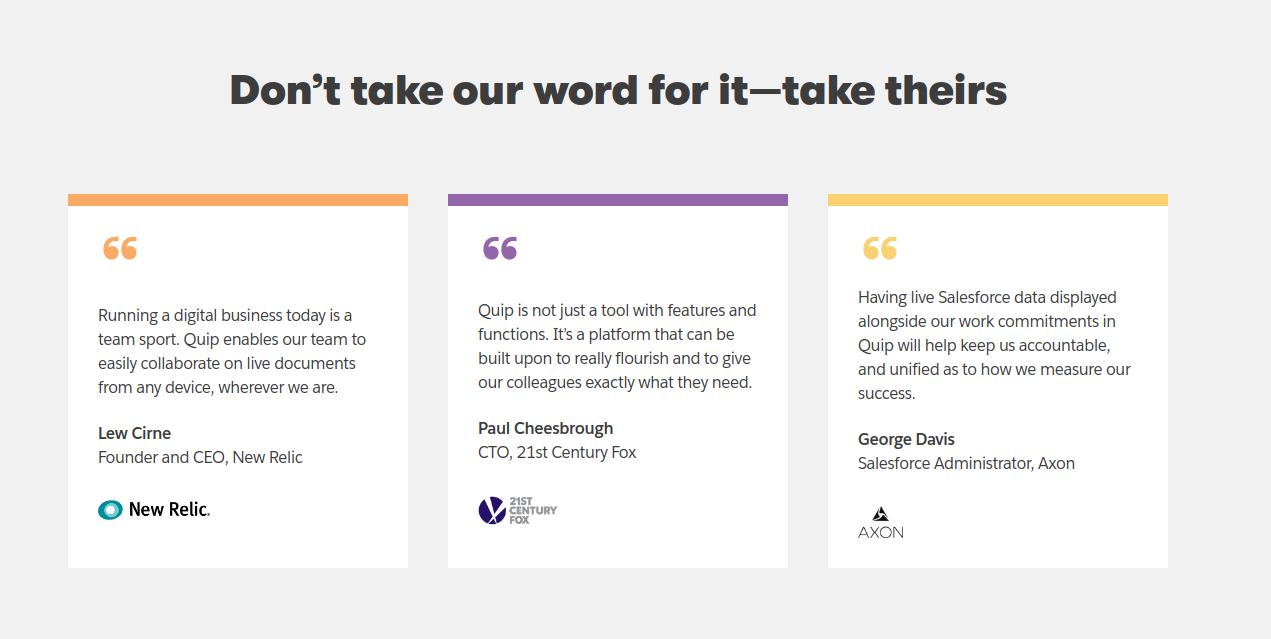 Don’t take our word for it—take theirs
“
Running a digital business today is a
team sport. Quip enables our team to
easily collaborate on live documents
from any device, wherever we are.
Lew Cirne
Founder and CEO, New Relic
New Relic.
“
Quip is not just a tool with features and
functions. It’s a platform that can be
built upon to really flourish and to give
our colleagues exactly what they need.
Paul Cheesbrough
CTO, 21st Century Fox
21ST
CENTURY
FOX
“
Having live Salesforce data displayed
alongside our work commitments in
Quip will help keep us accountable,
and unified as to how we measure our
success.
George Davis
Salesforce Administrator, Axon
AXON